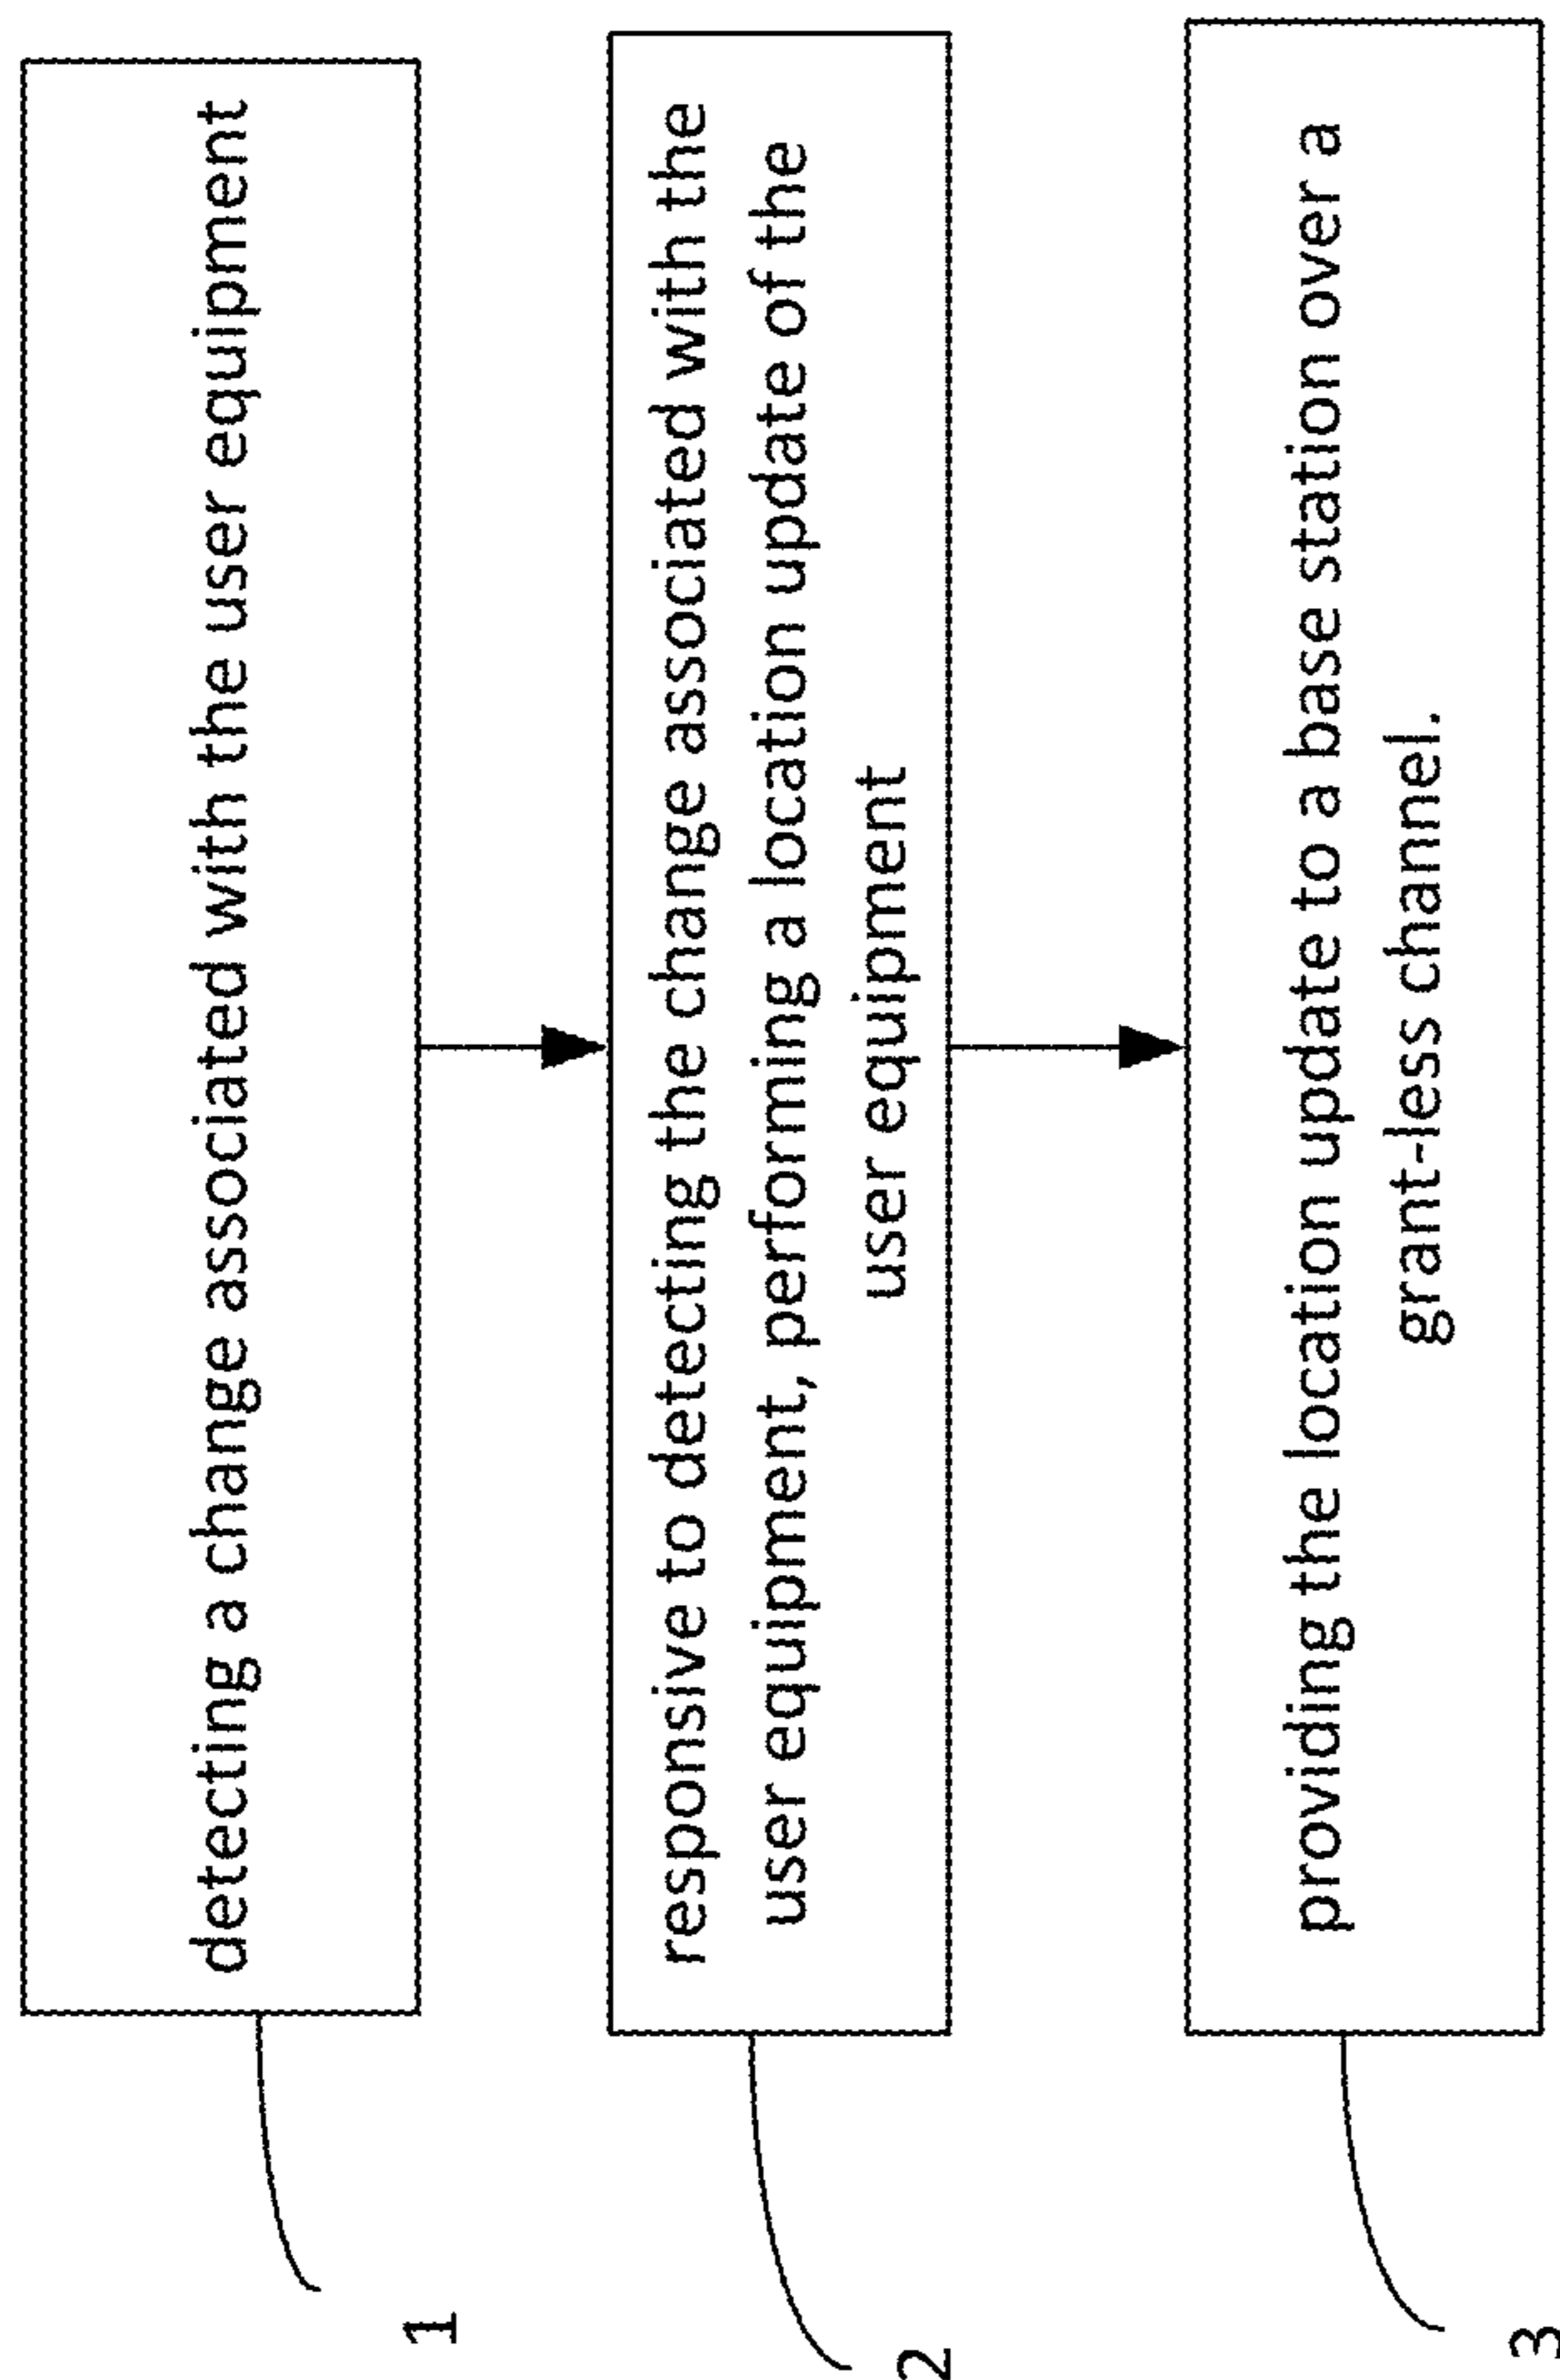 detecting a change associated with the user equipment
1
responsive to detecting the change associated with the
user equipment, performing a location update of the
user equipment
2
providing the location update to a base station over a
grant-less channel.
3